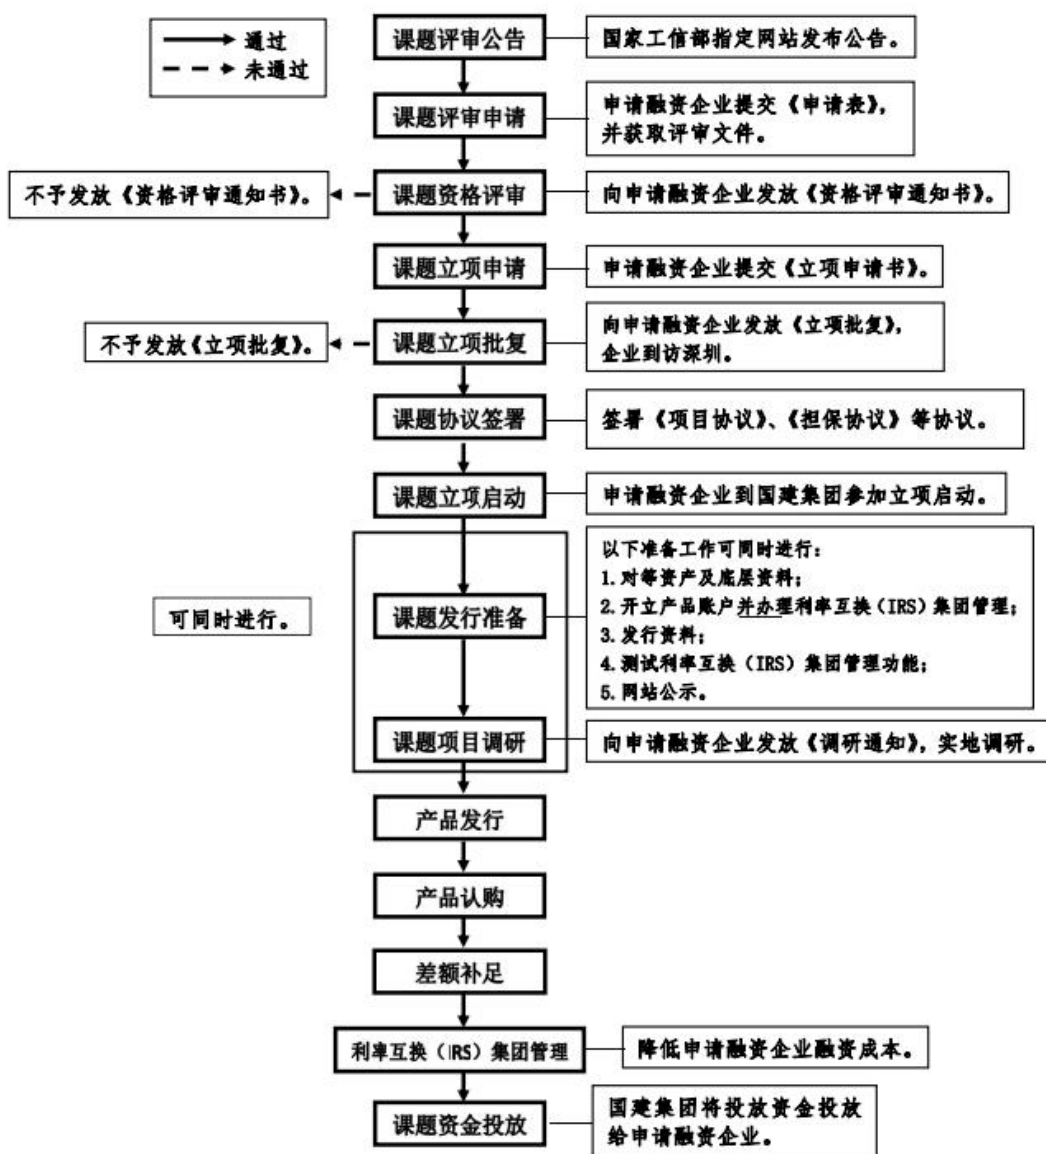 通过
未通过
课题评审公告
国家工信部指定网站发布公告。
课题评审申请
申请融资企业提交《申请表》,
并获取评审文件。
不予发放《资格评审通知书》。
课题资格评审
向申请融资企业发放《资格评审通知书》。
课题立项申请
申请融资企业提交《立项申请书》。
不予发放《立项批复》。
课题立项批复
向申请融资企业发放《立项批复》,
企业到访深圳。
课题协议签署
签署《项目协议》、《担保协议》等协议。
课题立项启动
申请融资企业到国建集团参加立项启动。
可同时进行。
课题发行准备
以下准备工作可同时进行:
1.对等资产及底层资料;
2.开立产品账户并办理利率互换(IRS)集团管理;
3.发行资料;
4.测试利率互换(IRS)集团管理功能;
5.网站公示。
课题项目调研
向申请融资企业发放《调研通知》,实地调研。
产品发行
产品认购
差额补足
利率互换(IRS)集团管理
降低申请融资企业融资成本。
课题资金投放
国建集团将投放资金投放
给申请融资企业。